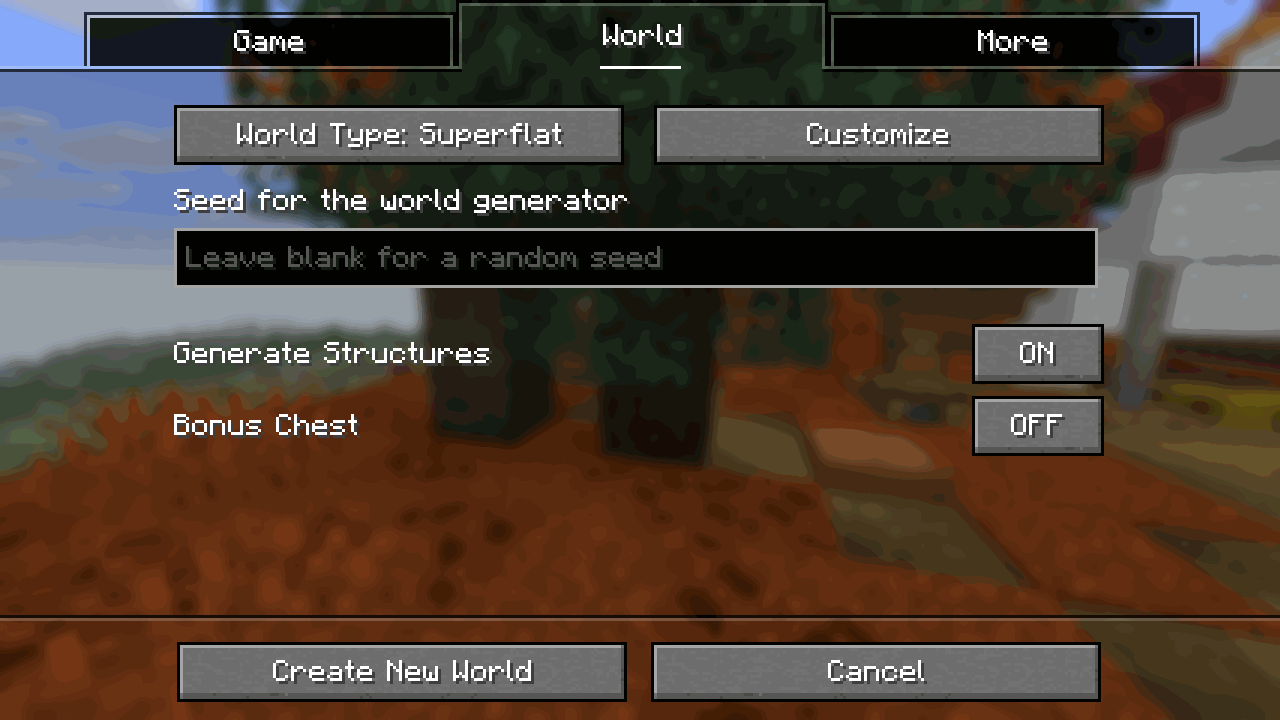 Game
World
More
World Type: Superflat
Customize
Seed for the world generator
Leave blank for a random seed
Generate Structures
ON
Bonus Chest
OFF
Create New World
Cancel